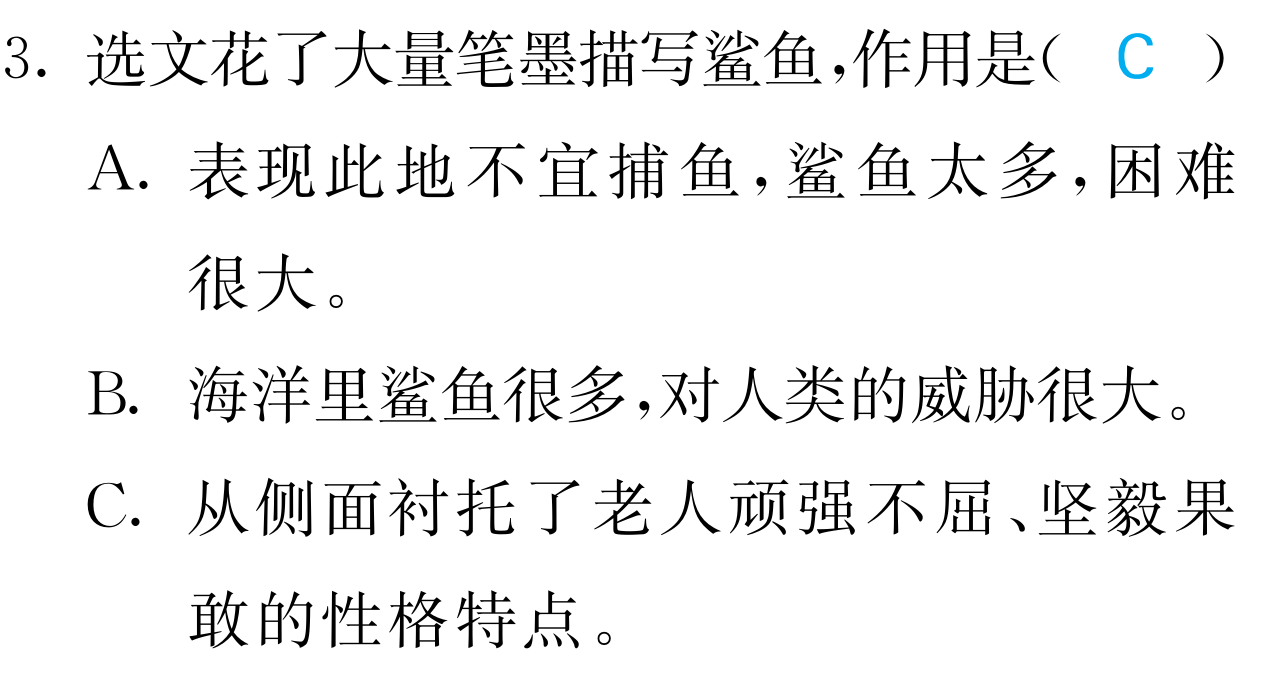 3. 选文花了大量笔墨描写鲨鱼,作用是( C )
A. 表现此地不宜捕鱼,鲨鱼太多,困难
很大。
B. 海洋里鲨鱼很多,对人类的威胁很大。
C. 从侧面衬托了老人顽强不屈、坚毅果
敢的性格特点。